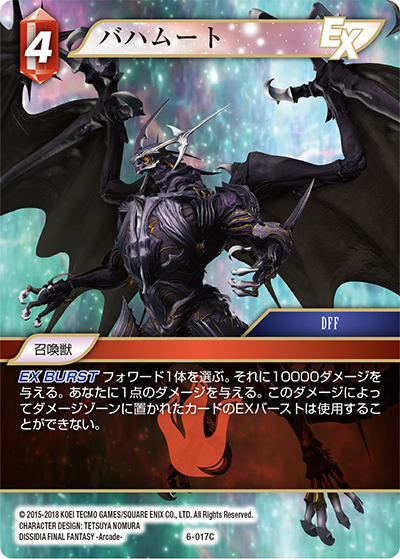 4
バハムート
EX
DFF
召喚獣
EX BURST フォワード1体を選ぶ。それに10000ダメージを
与える。あなたに1点のダメージを与える。このダメージによっ
てダメージゾーンに置かれたカードのEXバーストは使用するこ
とができない。
© 2015-2018 KOEI TECMO GAMES/SQUARE ENIX CO., LTD. All Rights Reserved.
CHARACTER DESIGN: TETSUYA NOMURA
DISSIDIA FINAL FANTASY -Arcade-
6-017C